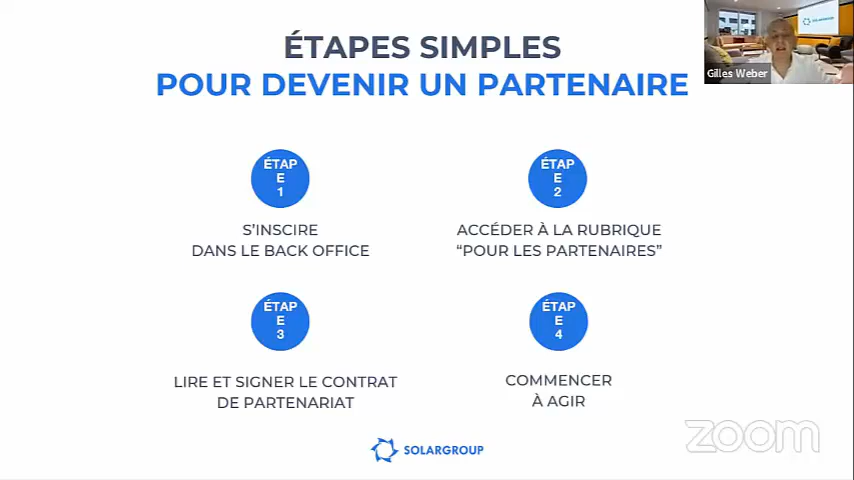 ÉTAPES SIMPLES
POUR DEVENIR UN PARTENAIRE
Gilles Weber
ÉTAP
E
1
S’INSCIRE
DANS LE BACK OFFICE
ÉTAP
E
2
ACCÉDER À LA RUBRIQUE
“POUR LES PARTENAIRES”
ÉTAP
E
3
LIRE ET SIGNER LE CONTRAT
DE PARTENARIAT
ÉTAP
E
4
COMMENCER
À AGIR
SOLARGROUP
zoom